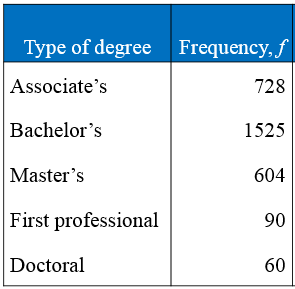 Type of degree Frequency, f
Associate's 728
Bachelor's 1525
Master's 604
First professional 90
Doctoral 60